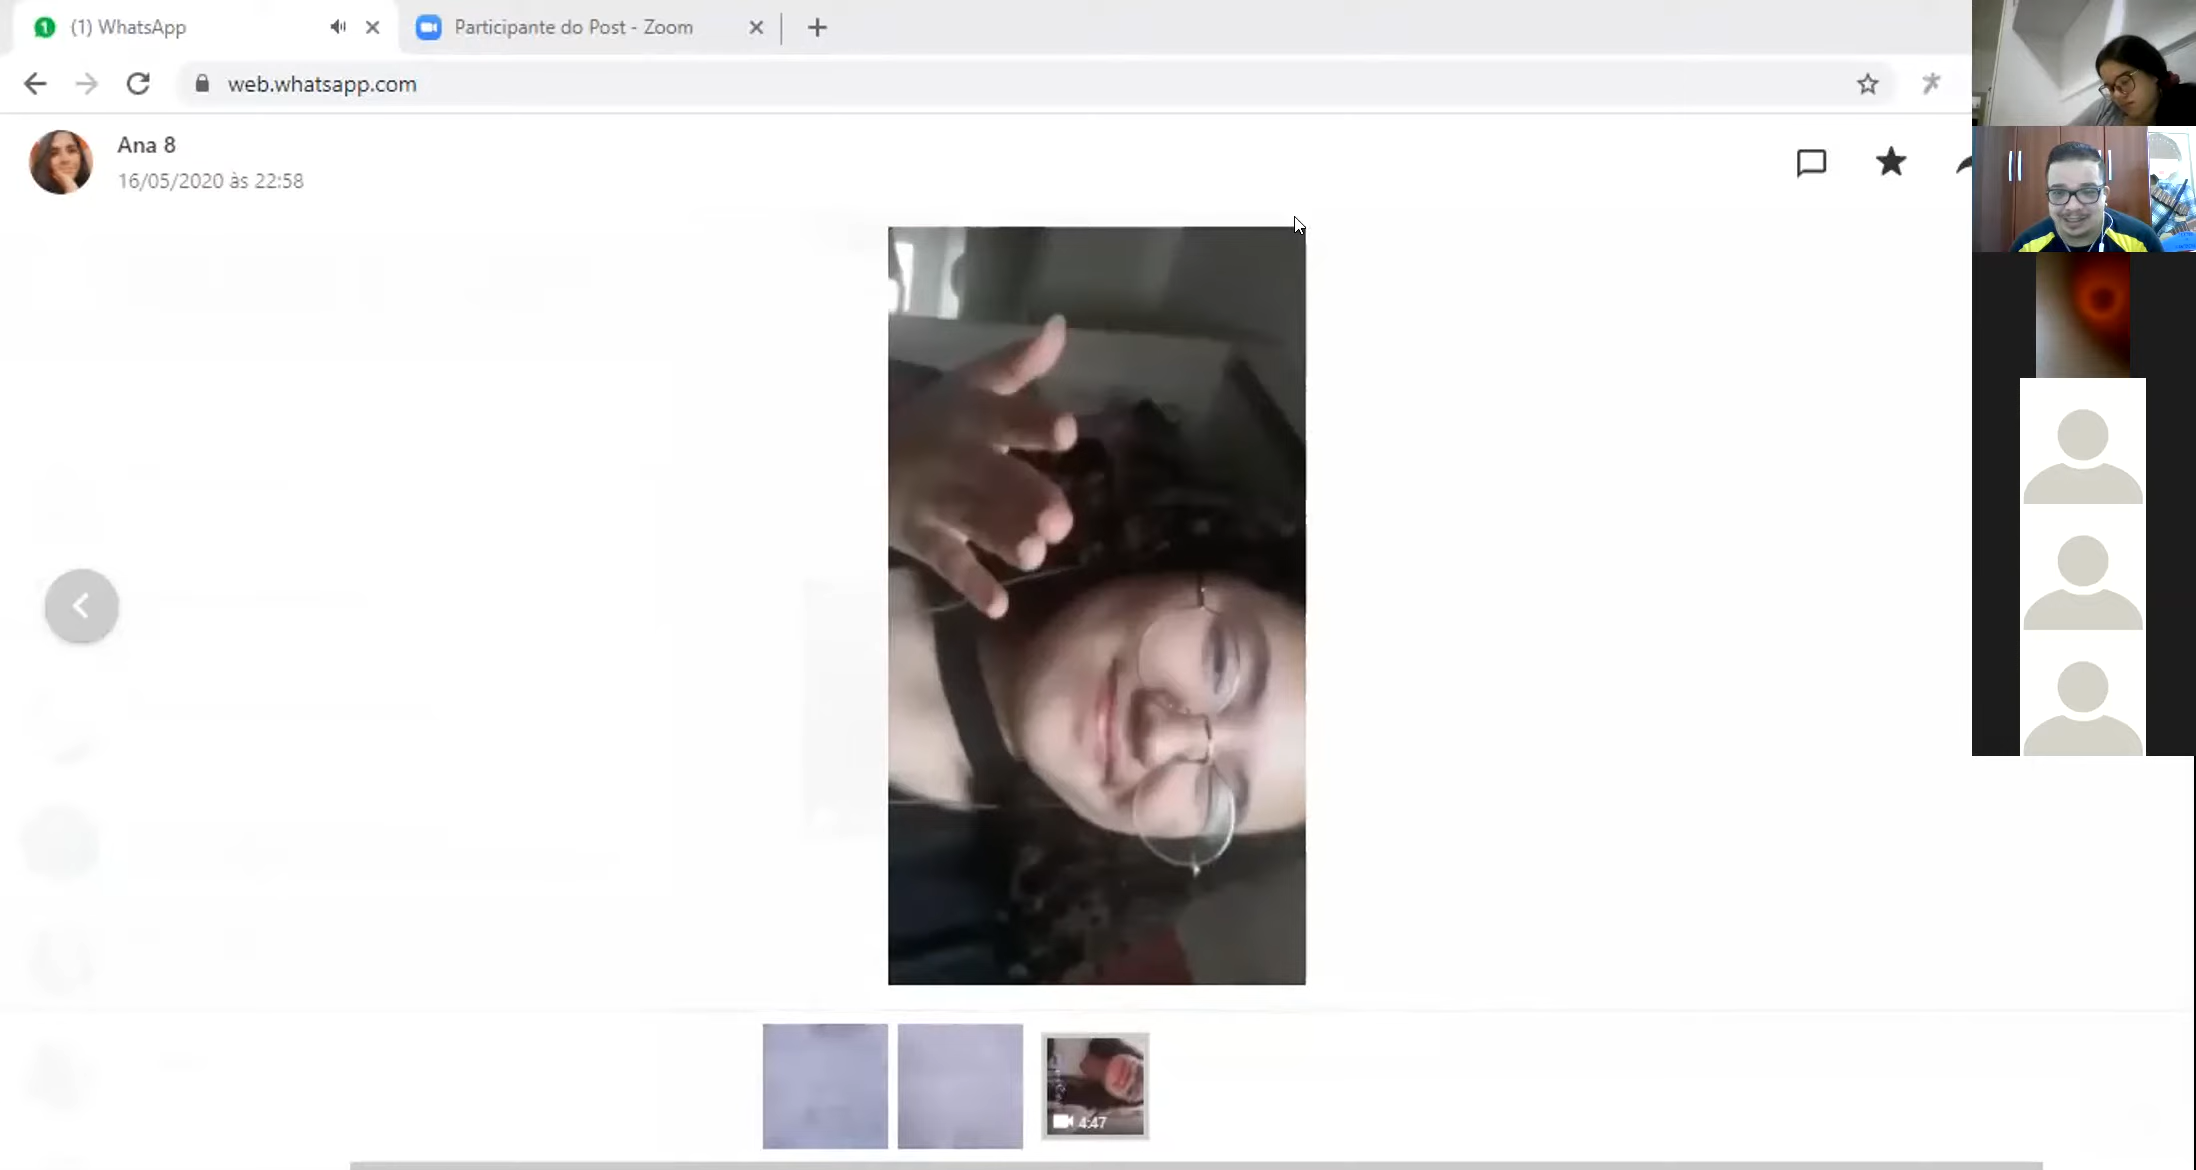 (1) WhatsApp
Participante do Post - Zoom
web.whatsapp.com
Ana 8
16/05/2020 às 22:58
4:47